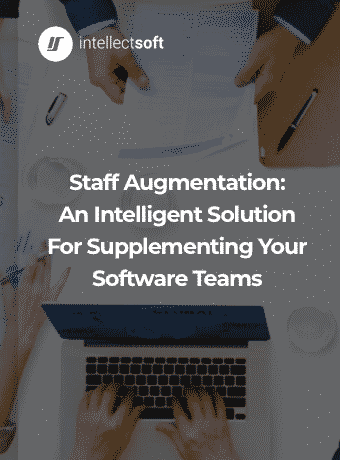 intellectsoft
Staff Augmentation:
An Intelligent Solution
For Supplementing Your
Software Teams